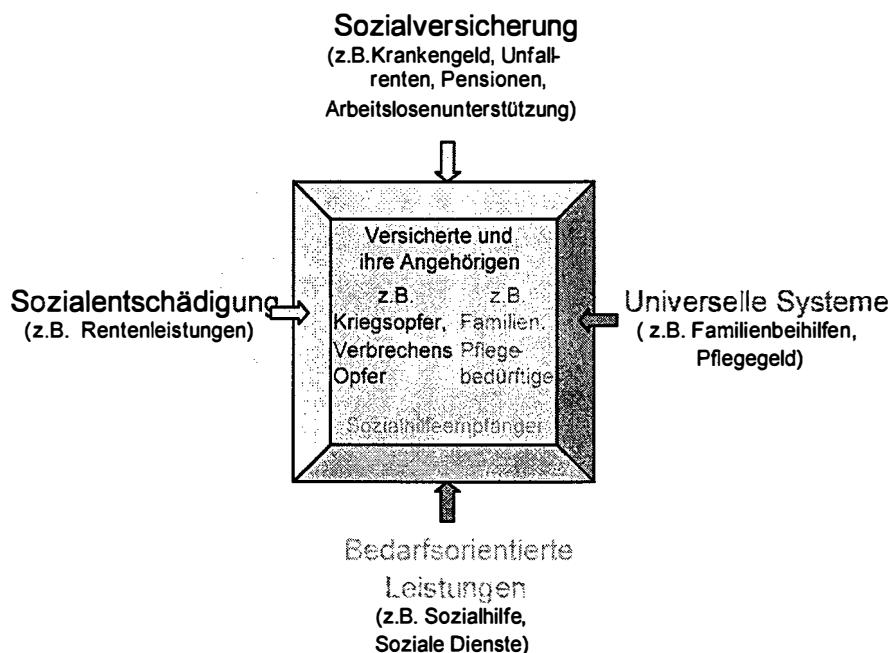 Sozialversicherung
(z.B.Krankengeld, Unfall-
renten, Pensionen,
Arbeitslosenunterstützung)
Versicherte und
ihre Angehörigen
z.B.
Kriegsopfer,
Verbrechens
Opfer
z.B.
Familien,
Pflege-
bedürftige
Sozialhilfeempfänger
Sozialentschädigung
(z.B. Rentenleistungen)
Universelle Systeme
( z.B. Familienbeihilfen,
Pflegegeld)
Bedarfsorientierte
Leistungen
(z.B. Sozialhilfe,
Soziale Dienste)